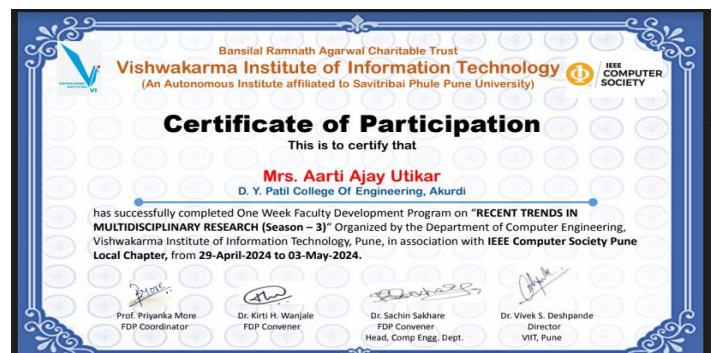 Bansilal Ramnath Agarwal Charitable Trust
Vishwakarma Institute of Information Technology
(An Autonomous Institute affiliated to Savitribai Phule Pune University)
IEEE
COMPUTER
SOCIETY
Certificate of Participation
This is to certify that
Mrs. Aarti Ajay Utikar
D. Y. Patil College Of Engineering, Akurdi
has successfully completed One Week Faculty Development Program on "RECENT TRENDS IN
MULTIDISCIPLINARY RESEARCH (Season – 3)" Organized by the Department of Computer Engineering,
Vishwakarma Institute of Information Technology, Pune, in association with IEEE Computer Society Pune
Local Chapter, from 29-April-2024 to 03-May-2024.
Prof. Priyanka More
FDP Coordinator
Dr. Kirti H. Wanjale
FDP Convener
Dr. Sachin Sakhare
FDP Convener
Head, Comp Engg. Dept.
Dr. Vivek S. Deshpande
Director
VIIT, Pune